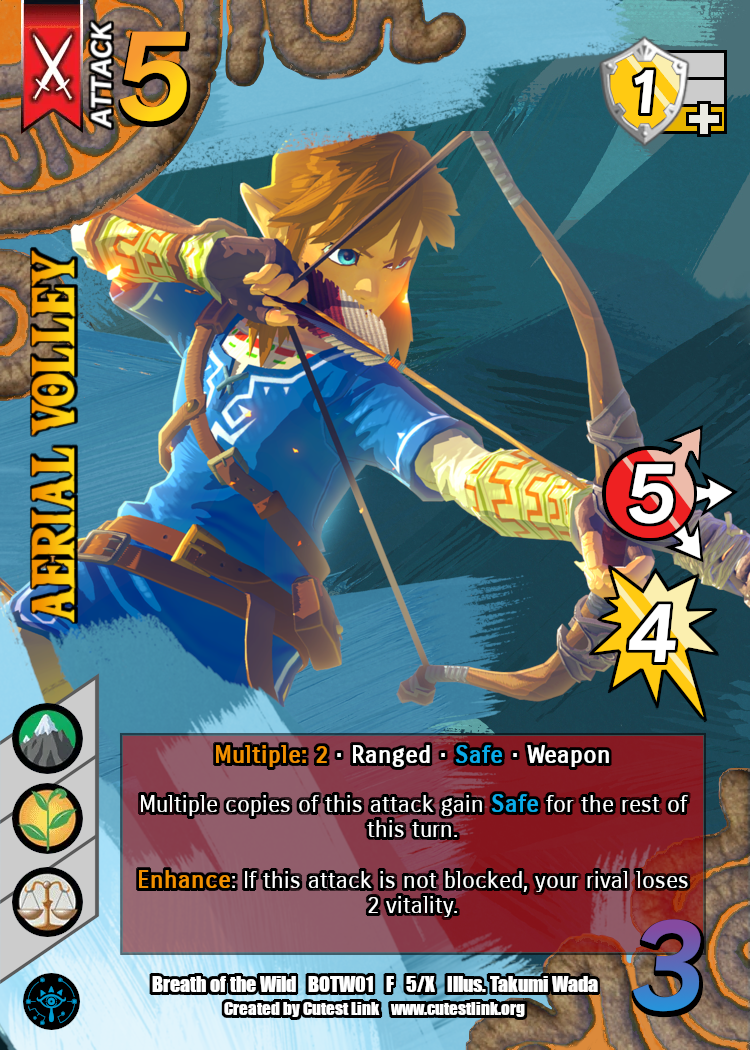 ATTACK
5
1
+
AERIAL VOLLEY
5
4
Multiple: 2 · Ranged · Safe · Weapon
Multiple copies of this attack gain Safe for the rest of
this turn.
Enhance: If this attack is not blocked, your rival loses
2 vitality.
3
Breath of the Wild BOTW01 F 5/X Illus. Takumi Wada
Created by Cutest Link www.cutestlink.org